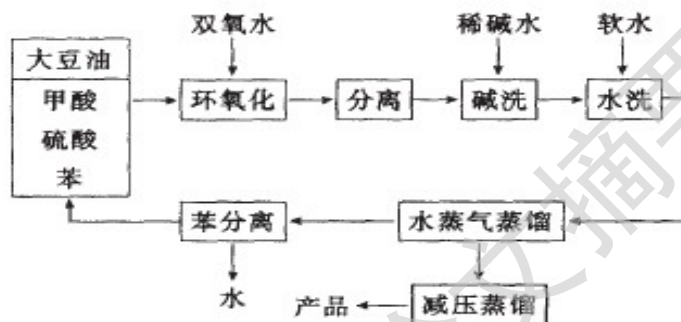 双氧水 稀碱水 软水
大豆油
甲酸
硫酸
苯
环氧化 分离 碱洗 水洗
苯分离 水蒸气蒸馏
水 产品 减压蒸馏
文摘